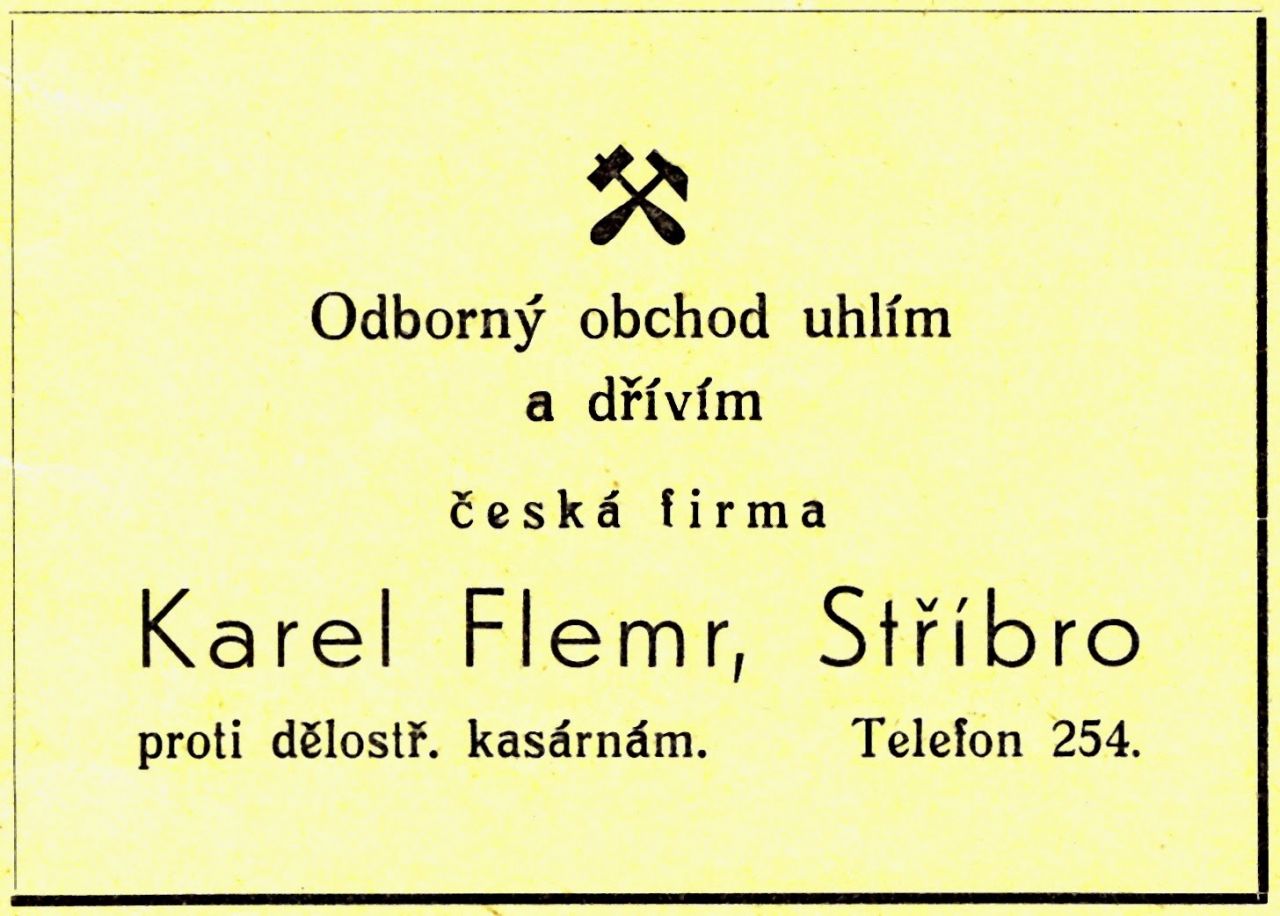 Odborný obchod uhlím
a dřívím
česká firma
Karel Flemr, Stříbro
proti dělostř. kasárnám. Telefon 254.